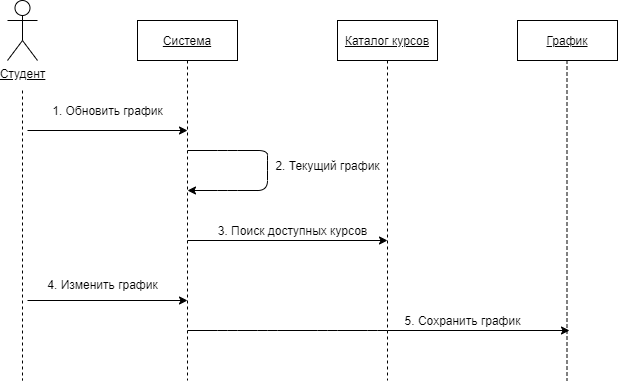 Студент
Система
Каталог курсов
График
1. Обновить график
2. Текущий график
3. Поиск доступных курсов
4. Изменить график
5. Сохранить график